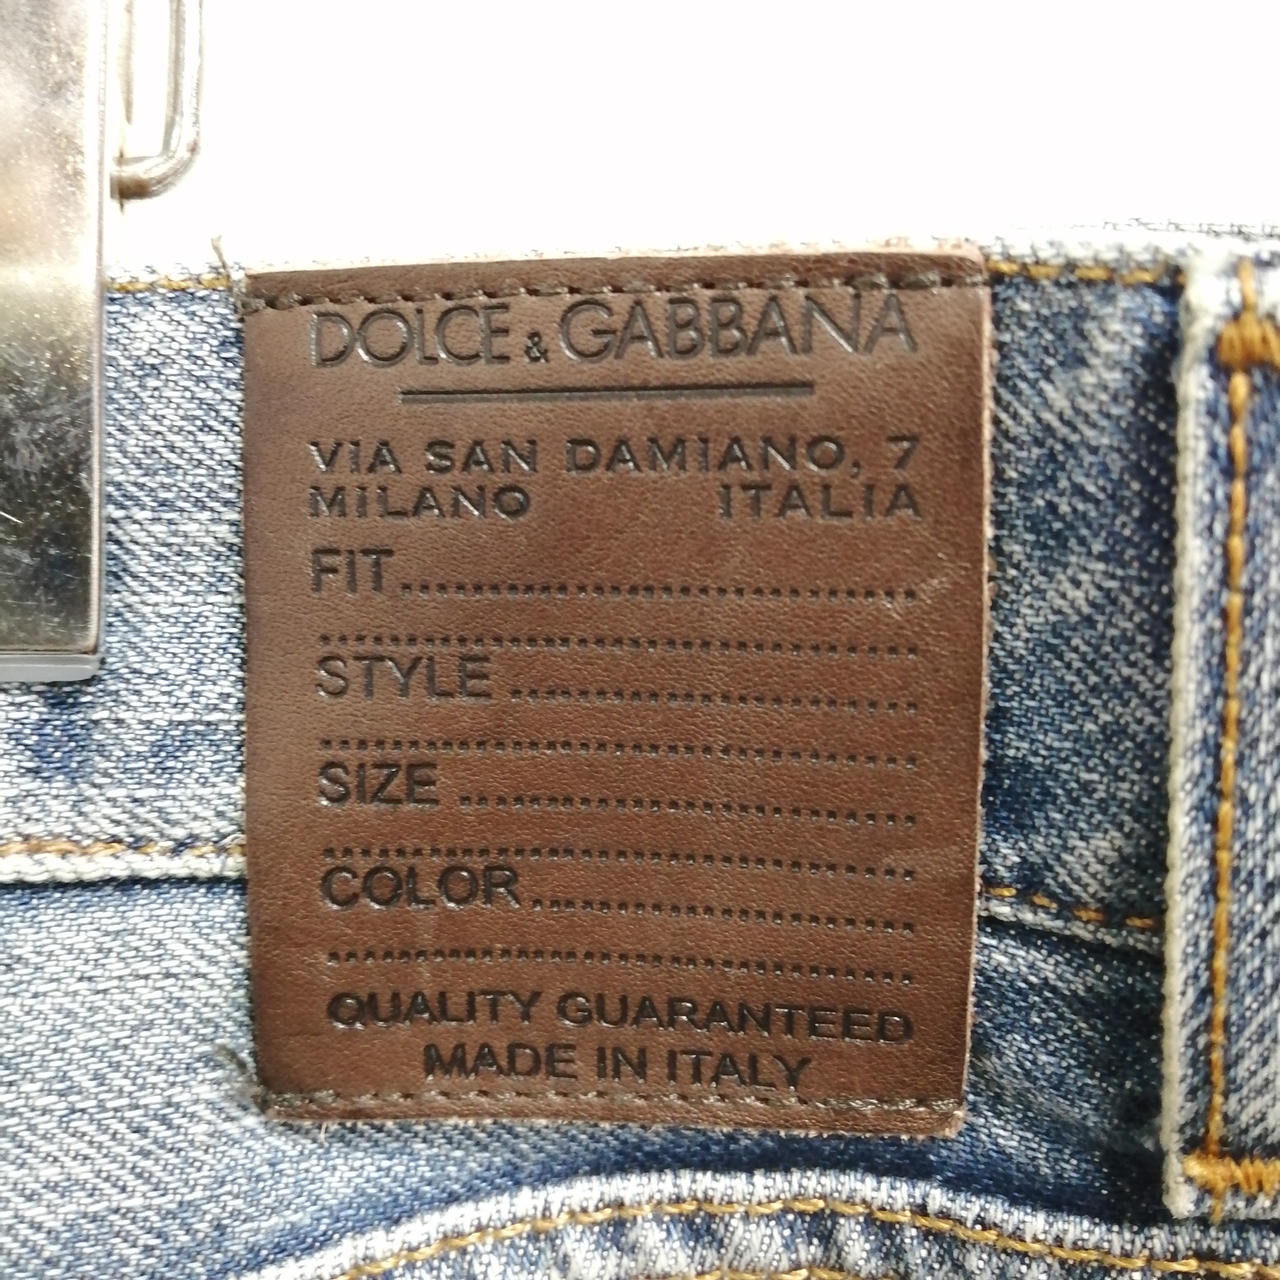 DOLCE & GABBANA
VIA SAN DAMIANO, 7
MILANO ITALIA
FIT..............................
..................................
STYLE..........................
..................................
SIZE.............................
..................................
COLOR........................
..................................
QUALITY GUARANTEED
MADE IN ITALY